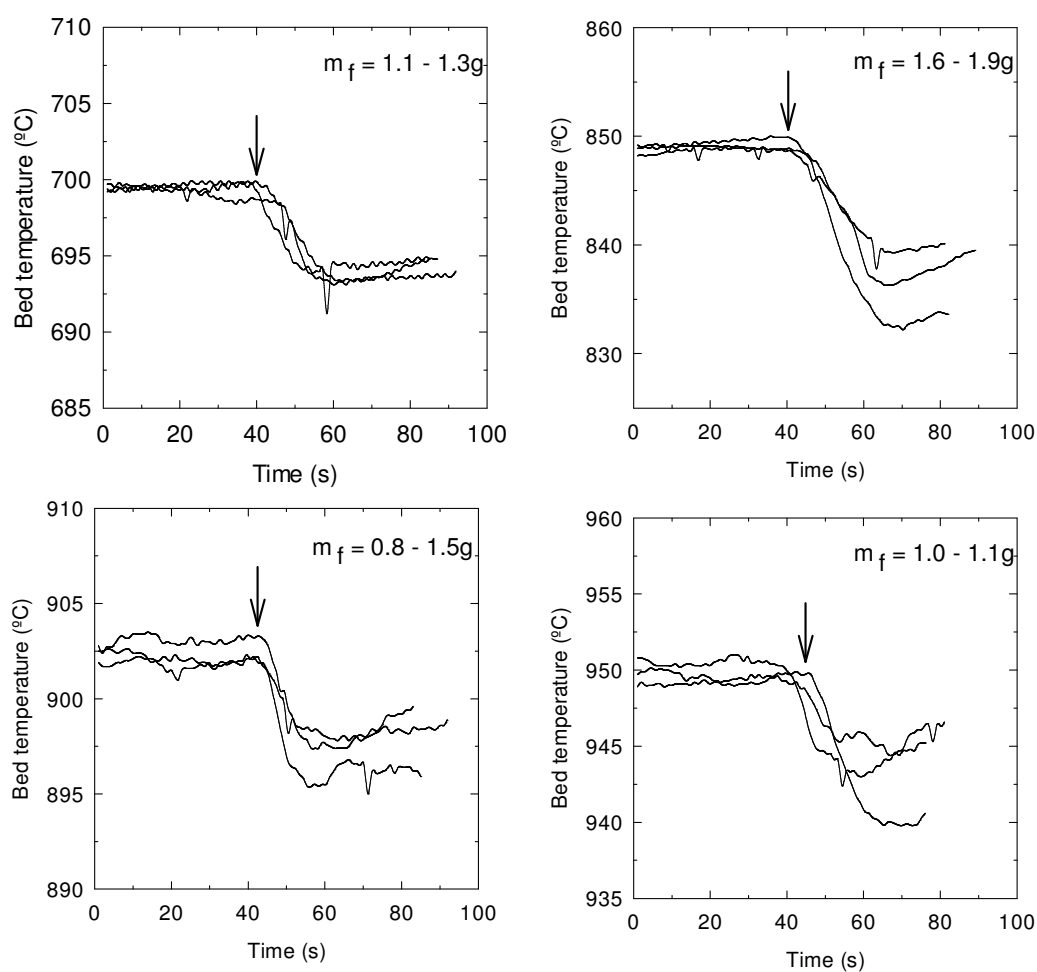 m f = 1.1 - 1.3g
Bed temperature (ºC)
710
705
700
695
690
685
0 20 40 60 80 100
Time (s)
m f = 1.6 - 1.9g
Bed temperature (ºC)
860
850
840
830
0 20 40 60 80 100
Time (s)
m f = 0.8 - 1.5g
Bed temperature (ºC)
910
905
900
895
890
0 20 40 60 80 100
Time (s)
m f = 1.0 - 1.1g
Bed temperature (ºC)
960
955
950
945
940
935
0 20 40 60 80 100
Time (s)